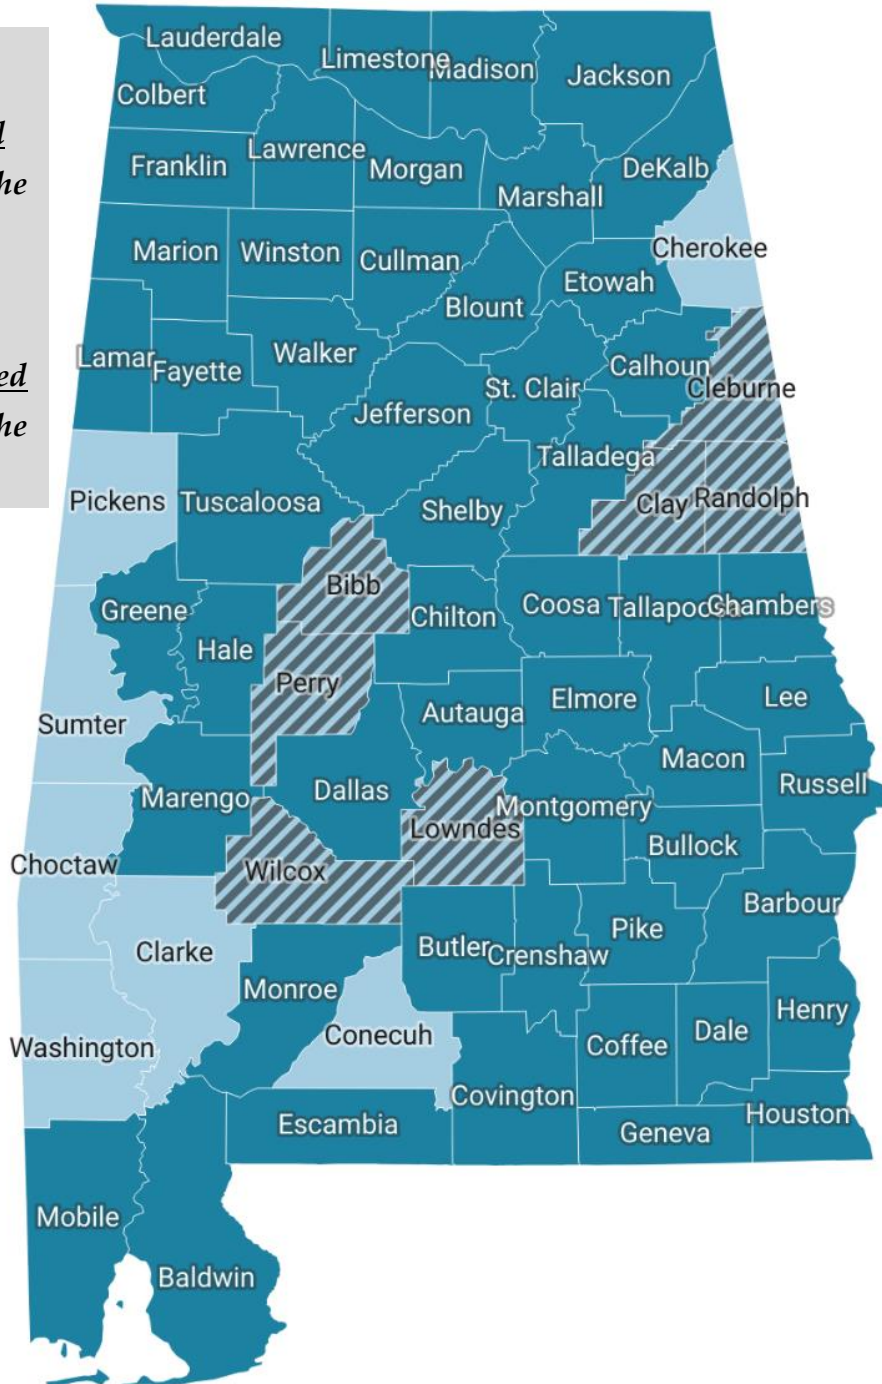 he
ed
he
Lauderdale
Limestone
Madison
Jackson
Colbert
Lawrence
Franklin
Morgan
DeKalb
Marshall
Marion
Winston
Cullman
Cherokee
Etowah
Blount
Lamar
Fayette
Walker
St. Clair
Calhoun
Cleburne
Jefferson
Talladega
Pickens
Tuscaloosa
Shelby
Clay
Randolph
Bibb
Greene
Chilton
Coosa
Tallapoosa
Chambers
Hale
Perry
Sumter
Autauga
Elmore
Lee
Macon
Marengo
Dallas
Montgomery
Russell
Lowndes
Bullock
Choctaw
Wilcox
Barbour
Clarke
Butler
Crenshaw
Pike
Monroe
Henry
Washington
Conecuh
Coffee
Dale
Covington
Escambia
Geneva
Houston
Mobile
Baldwin